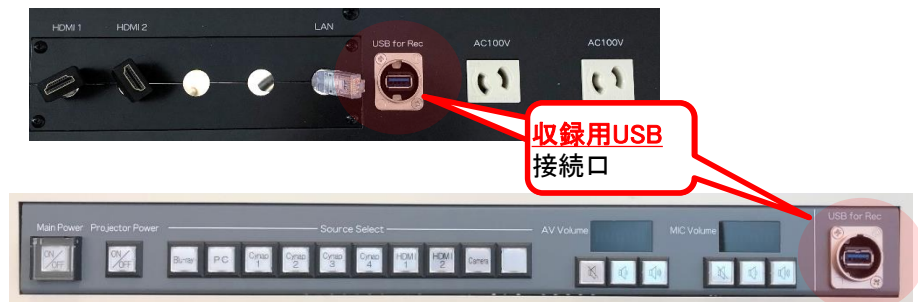 HDMI 1 HDMI 2 LAN USB for Rec AC100V AC100V
収録用USB
接続口
Main Power Projector Power Source Select AV Volume MIC Volume USB for Rec
ON/OFF ON/OFF Blu-ray PC Cynap 1 Cynap 2 Cynap 3 Cynap 4 HDMI 1 HDMI 2 Camera